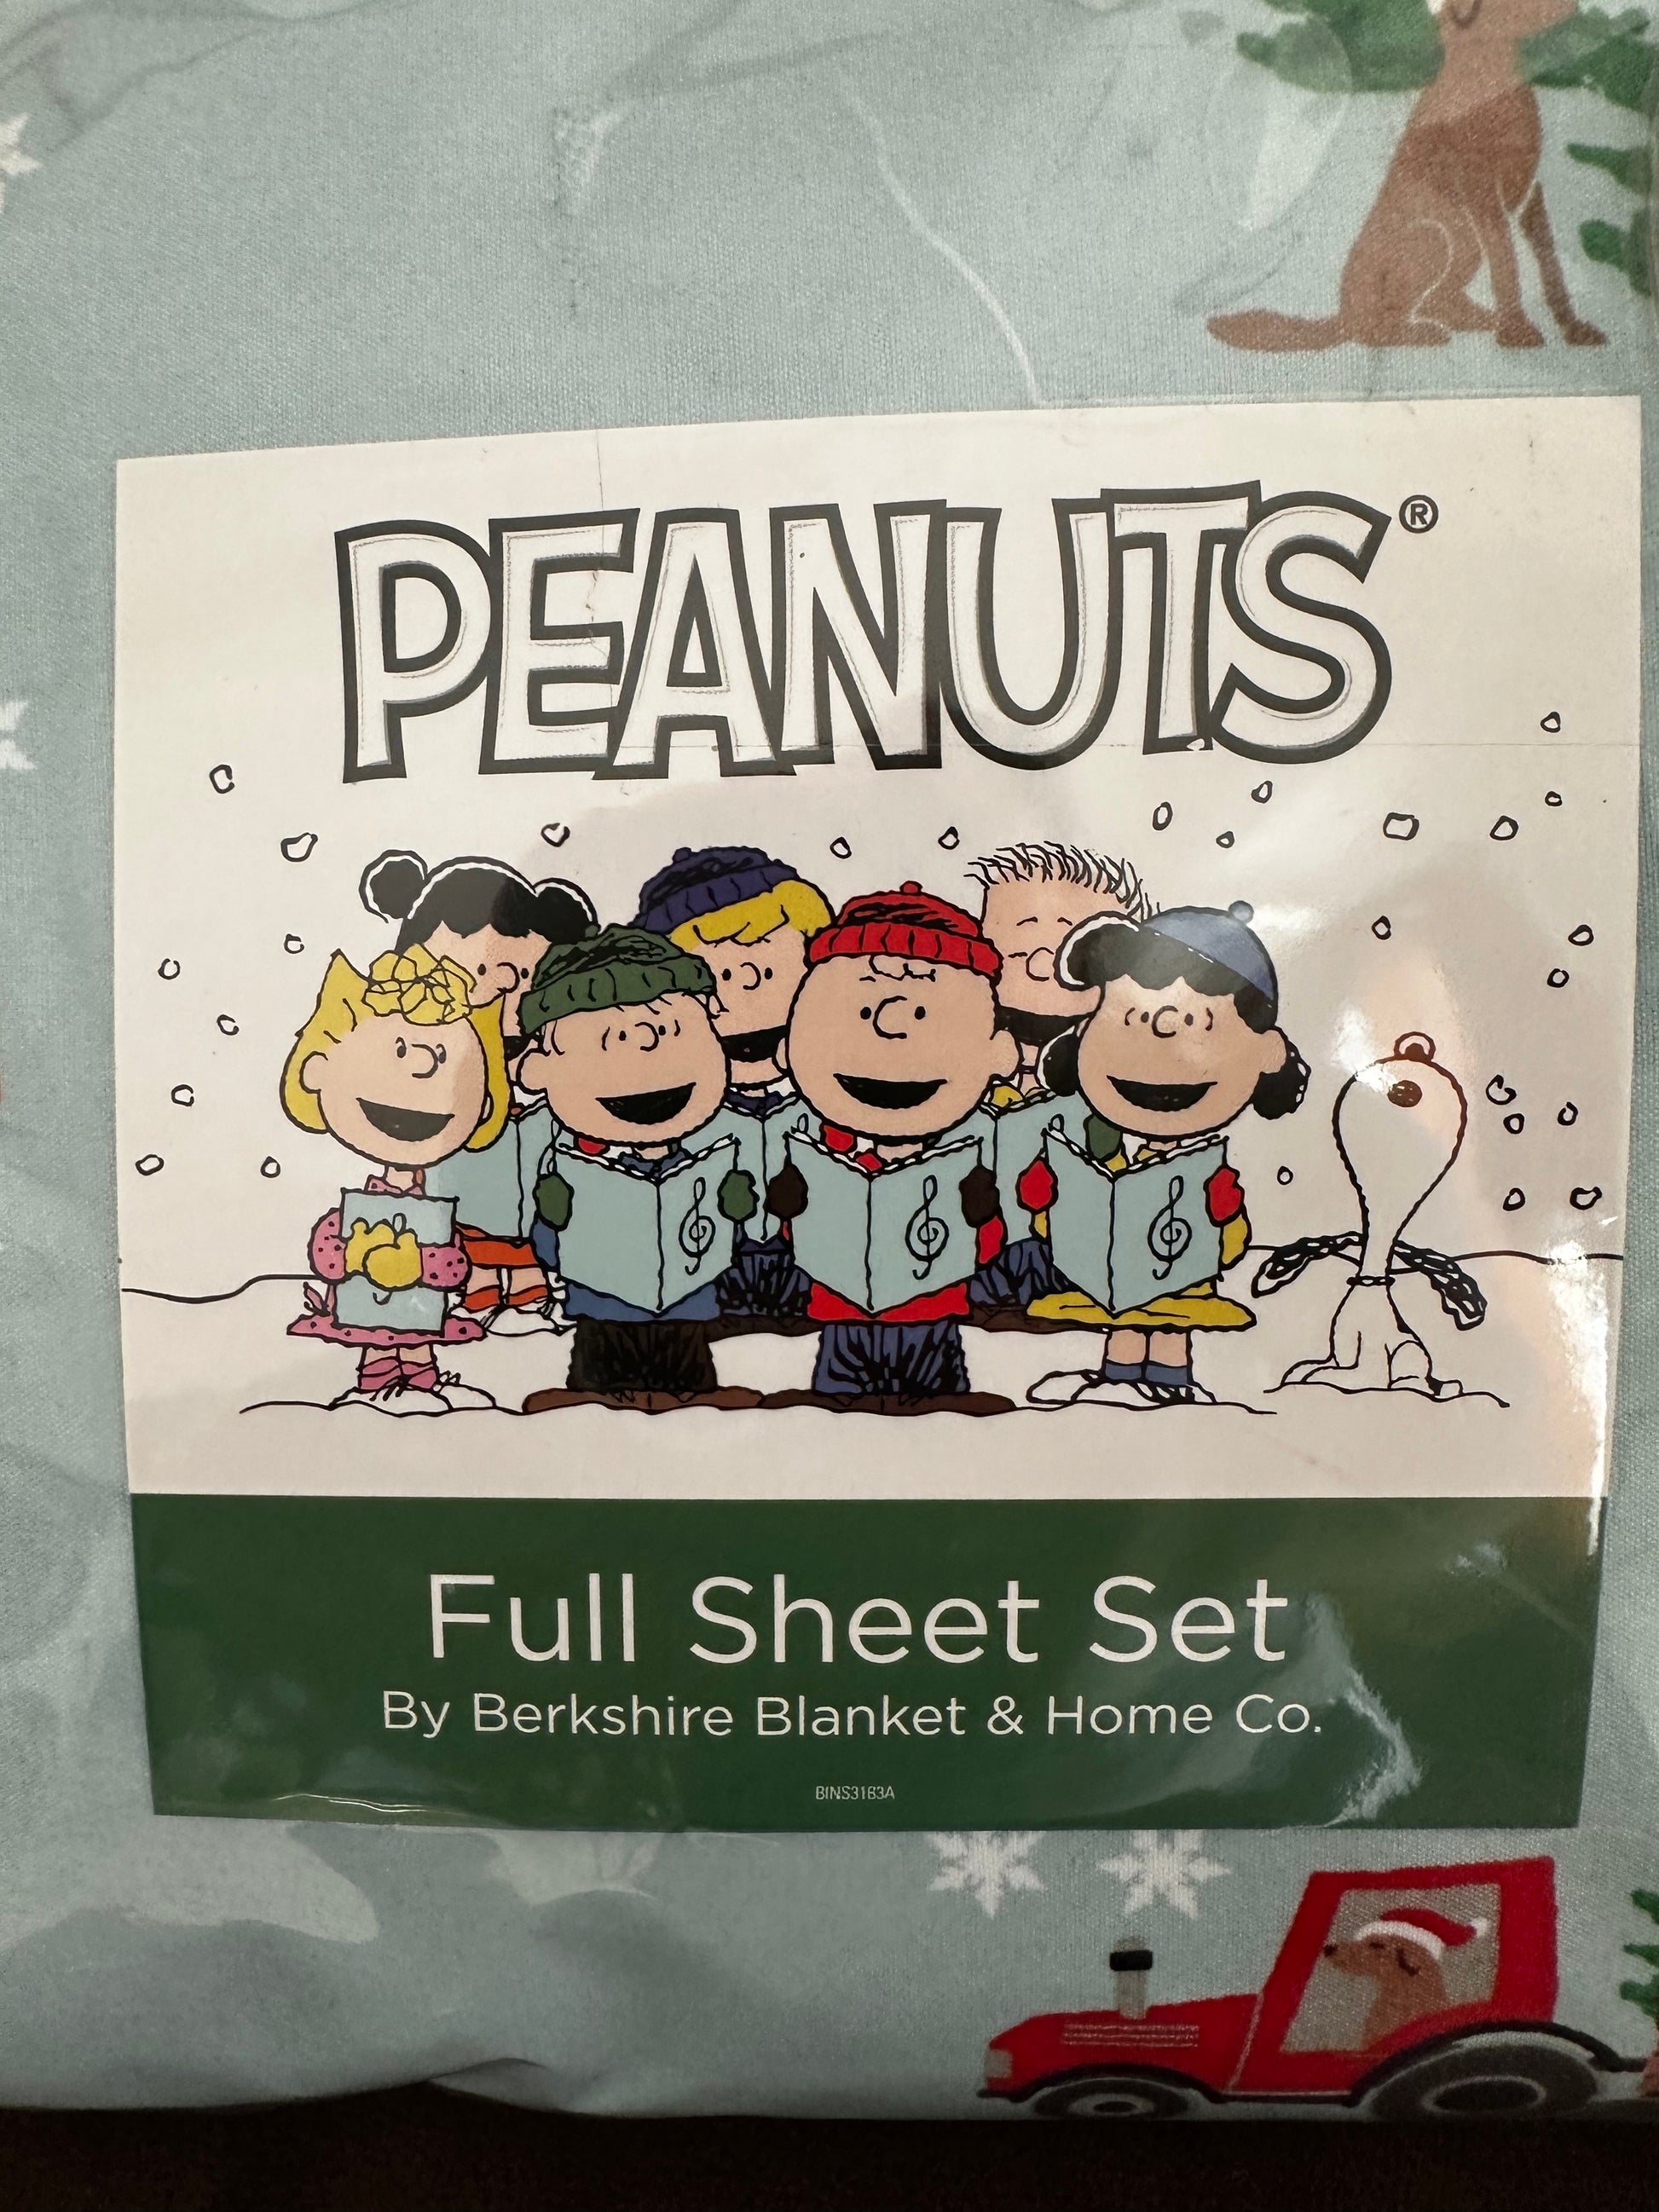 PEANUTS®
Full Sheet Set
By Berkshire Blanket & Home Co.
BINS3163A